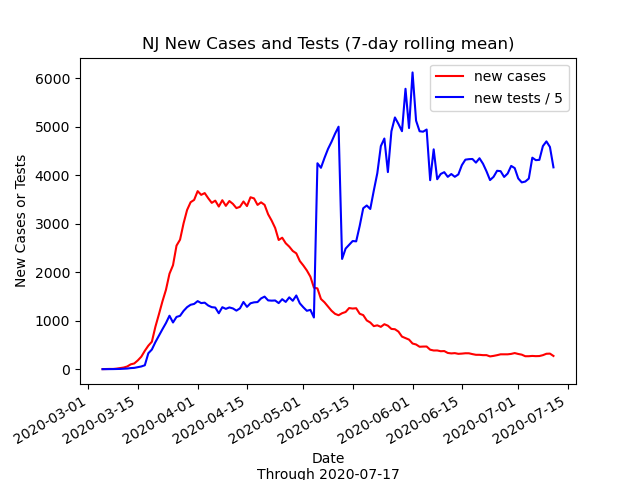 NJ New Cases and Tests (7-day rolling mean)
new cases
new tests / 5
New Cases or Tests
6000
5000
4000
3000
2000
1000
0
2020-03-01
2020-03-15
2020-04-01
2020-04-15
2020-05-01
2020-05-15
2020-06-01
2020-06-15
2020-07-01
2020-07-15
Date
Through 2020-07-17